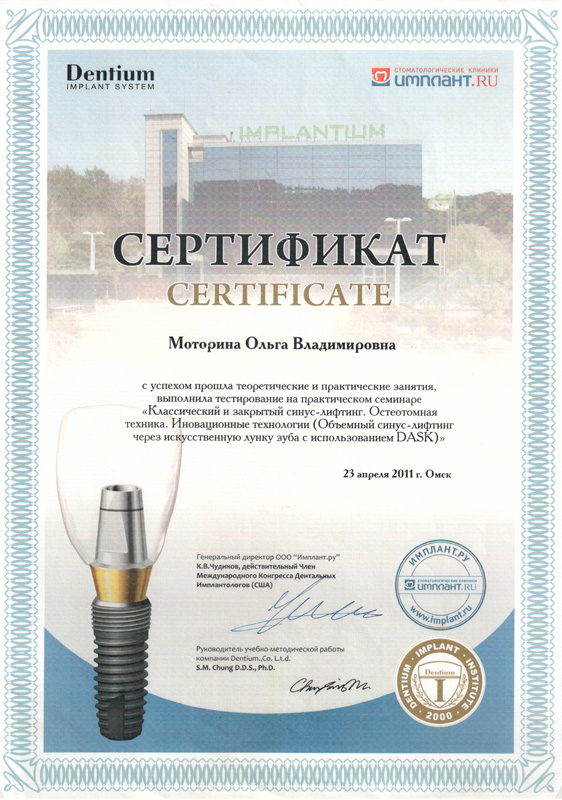 Dentium
IMPLANT SYSTEM
СТОМАТОЛОГИЧЕСКИЕ КЛИНИКИ
ИМПЛАНТ.RU
IMPLANTIUM
СЕРТИФИКАТ
CERTIFICATE
Моторина Ольга Владимировна
с успехом прошла теоретические и практические занятия,
выполнила тестирование на практическом семинаре
«Классический и закрытый синус-лифтинг. Остеотомная
техника. Иновационные технологии (Объемный синус-лифтинг
через искусственную лунку зуба с использованием DASK)»
23 апреля 2011 г. Омск
Генеральный директор ООО "Имплант.ру"
К.В.Чудинов, действительный Член
Международного Конгресса Дентальных
Имплантологов (США)
ИМПЛАНТ.РУ
СТОМАТОЛОГИЧЕСКИЕ КЛИНИКИ
ИМПЛАНТ.RU
www.implant.ru
Руководитель учебно-методической работы
компании Dentium.,Co. L.t.d.
S.M. Chung D.D.S., Ph.D.
DENTIUM · IMPLANT · INSTITUTE
Dentium
I
· 2000 ·